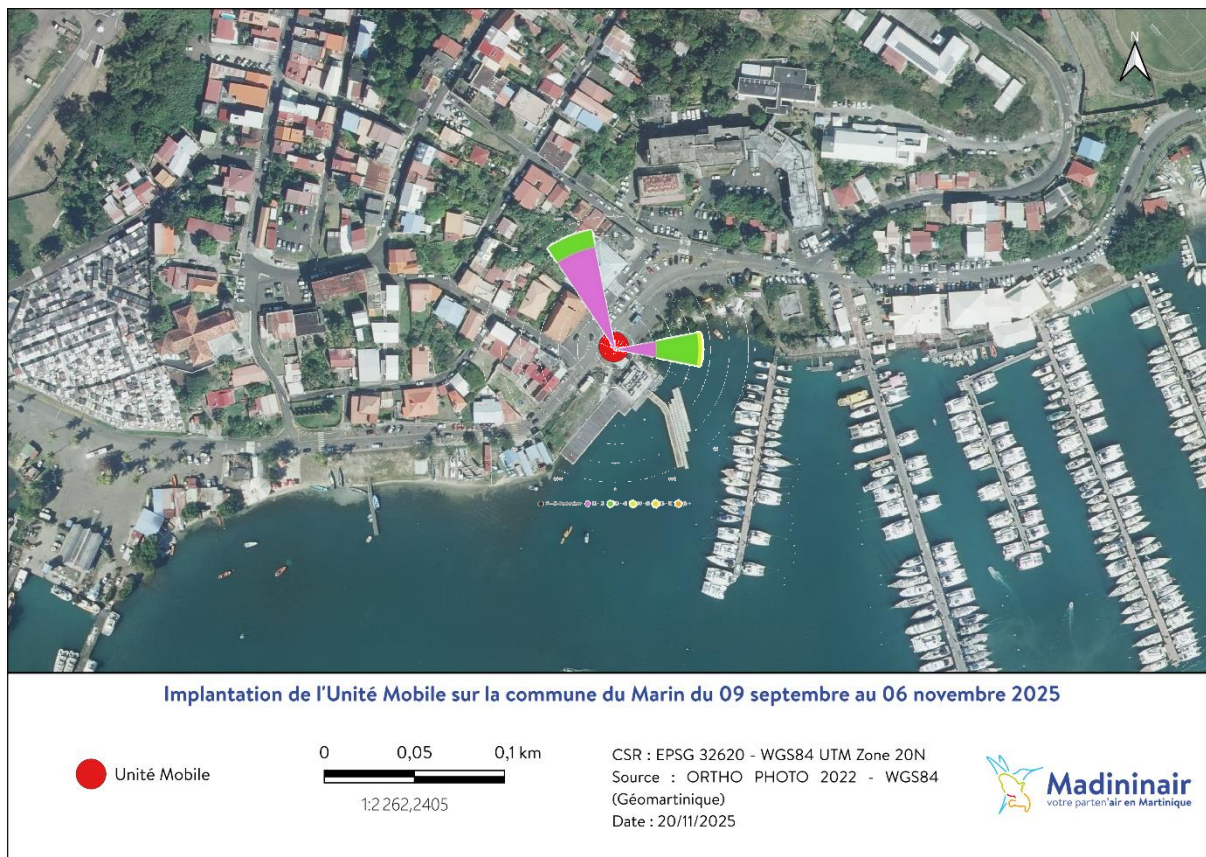 N
Implantation de l'Unité Mobile sur la commune du Marin du 09 septembre au 06 novembre 2025
Unité Mobile
0 0,05 0,1 km
1:2 262,2405
CSR : EPSG 32620 - WGS84 UTM Zone 20N
Source : ORTHO PHOTO 2022 - WGS84
(Géomartinique)
Date : 20/11/2025
Madininair
votre parten'air en Martinique